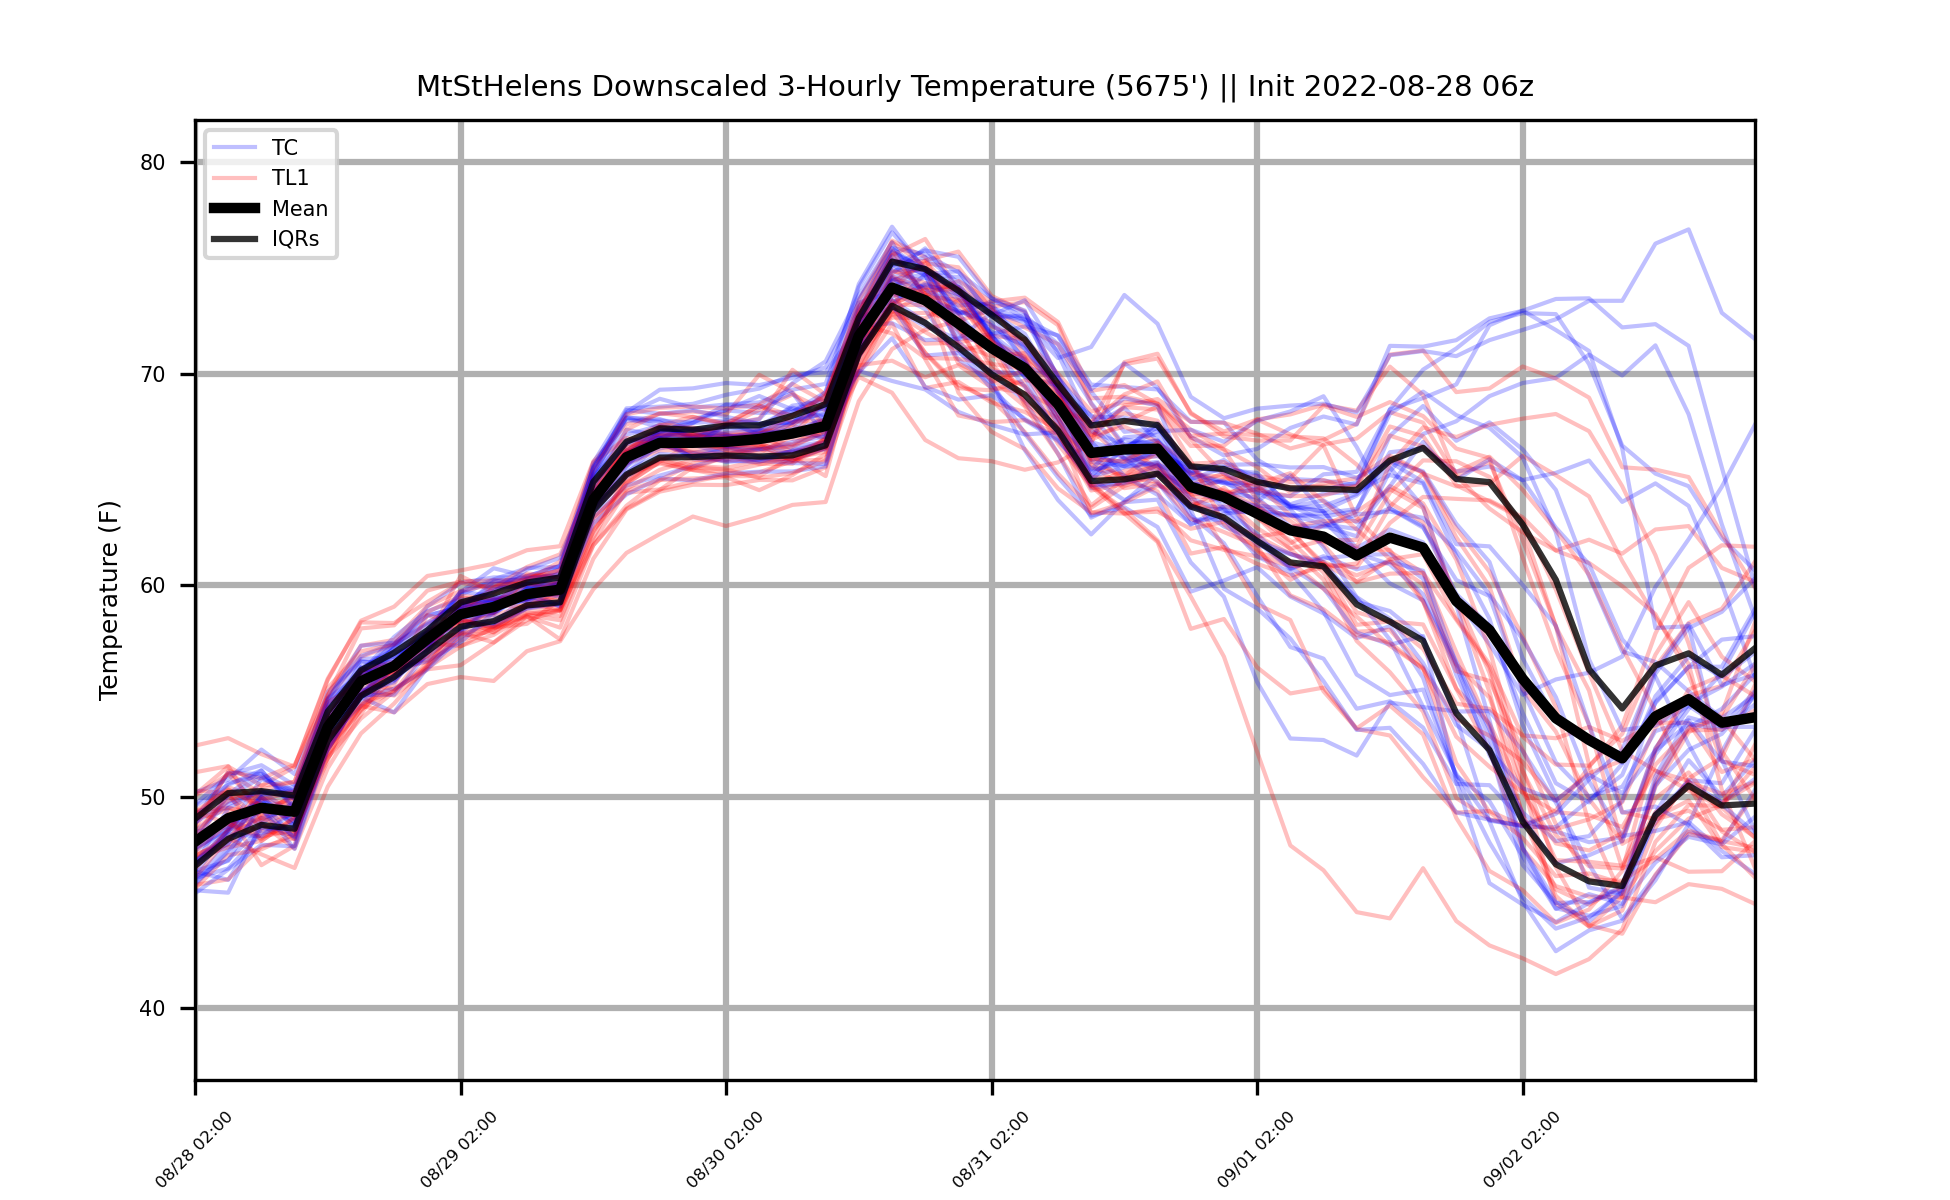 MtStHelens Downscaled 3-Hourly Temperature (5675') || Init 2022-08-28 06z
TC
TL1
Mean
IQRs
Temperature (F)
80
70
60
50
40
08/28 02:00
08/29 02:00
08/30 02:00
08/31 02:00
09/01 02:00
09/02 02:00